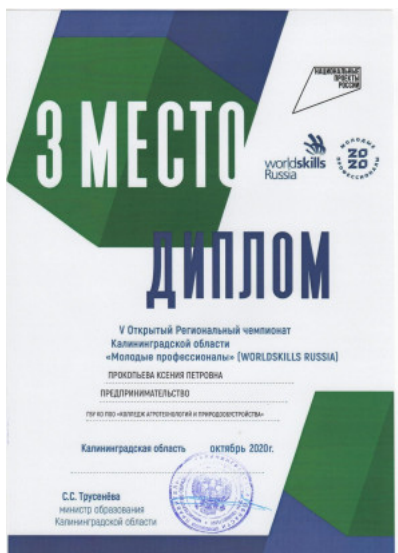 НАЦИОНАЛЬНЫЕ
ПРОЕКТЫ
РОССИИ
3 МЕСТО
worldskills
Russia
МОЛОДЫЕ
2020
ПРОФЕССИОНАЛЫ
ДИПЛОМ
V Открытый Региональный чемпионат
Калининградской области
«Молодые профессионалы» (WORLDSKILLS RUSSIA)
ПРОКОПЬЕВА КСЕНИЯ ПЕТРОВНА
ПРЕДПРИНИМАТЕЛЬСТВО
ГБУ КО ПОО «КОЛЛЕДЖ АГРОТЕХНОЛОГИЙ И ПРИРОДООБУСТРОЙСТВА»
Калининградская область октябрь 2020г.
С.С. Трусенёва
министр образования
Калининградской области